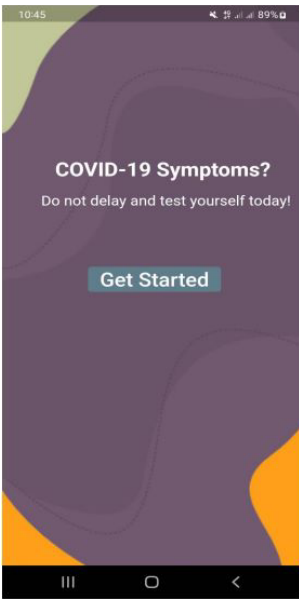 10:45
89%
COVID-19 Symptoms?
Do not delay and test yourself today!
Get Started